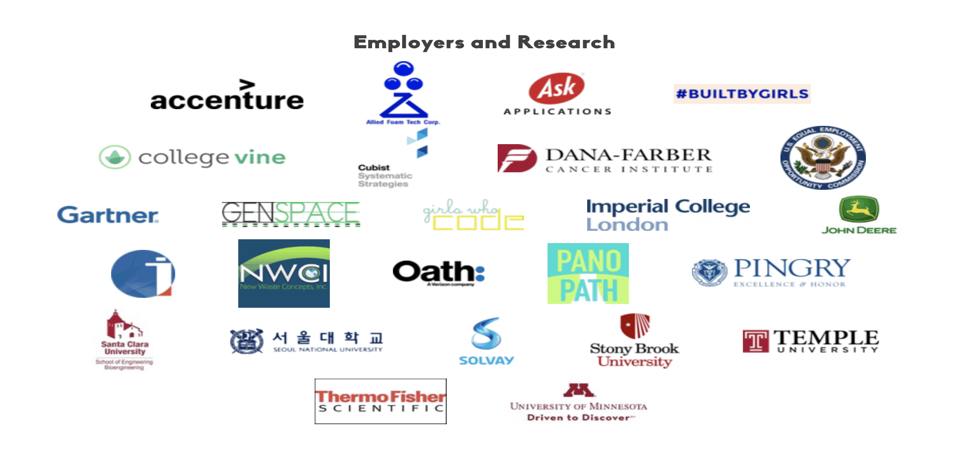 Employers and Research
accenture
Allied Foam Tech Corp.
Ask
APPLICATIONS
#BUILTBYGIRLS
college vine
Cubist
Systematic
Strategies
DANA-FARBER
CANCER INSTITUTE
U.S. EQUAL EMPLOYMENT
OPPORTUNITY COMMISSION
Gartner
GENSPACE
girls who
CODE
Imperial College
London
JOHN DEERE
NWCI
New Waste Concepts, Inc
Oath:
A Verizon company
PANO
PATH
PINGRY
EXCELLENCE & HONOR
Santa Clara
University
School of Engineering
Bioengineering
서울대학교
SEOUL NATIONAL UNIVERSITY
SOLVAY
Stony Brook
University
TEMPLE
UNIVERSITY
ThermoFisher
SCIENTIFIC
UNIVERSITY OF MINNESOTA
Driven to Discover